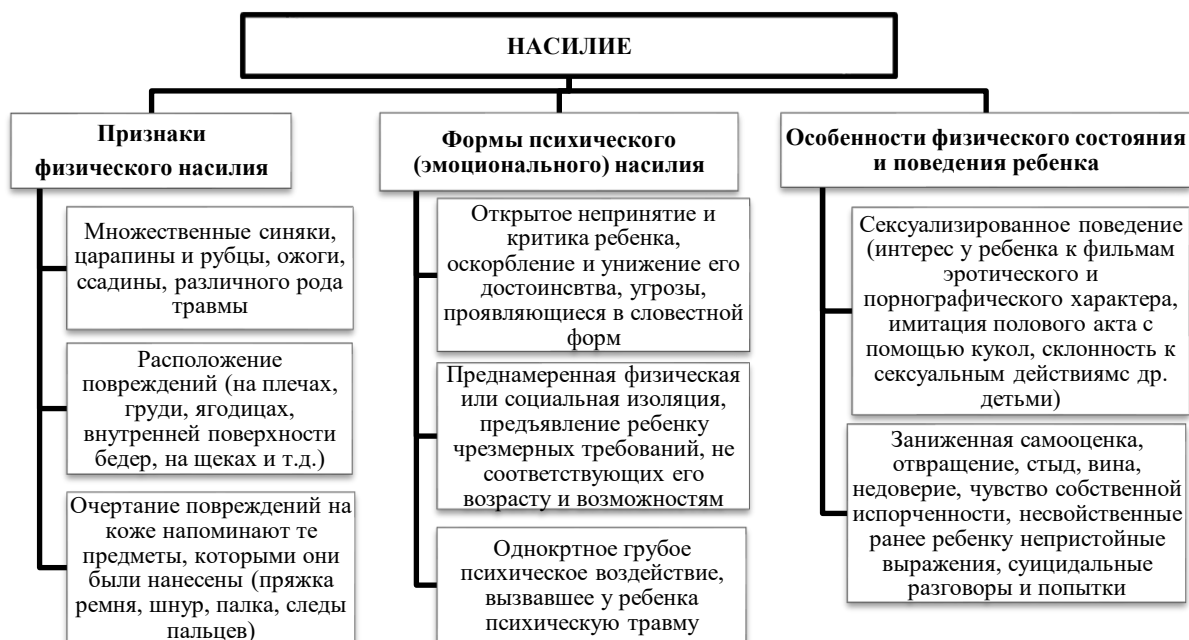 НАСИЛИЕ
Признаки
физического насилия
Множественные синяки,
царапины и рубцы, ожоги,
ссадины, различного рода
травмы
Расположение
повреждений (на плечах,
груди, ягодицах,
внутренней поверхности
бедер, на щеках и т.д.)
Очертание повреждений на
коже напоминают те
предметы, которыми они
были нанесены (пряжка
ремня, шнур, палка, следы
пальцев)
Формы психического
(эмоционального) насилия
Открытое непринятие и
критика ребенка,
оскорбление и унижение его
достоинсвтва, угрозы,
проявляющиеся в словестной
форм
Преднамеренная физическая
или социальная изоляция,
предъявление ребенку
чрезмерных требований, не
соответствующих его
возрасту и возможностям
Однокртное грубое
психическое воздействие,
вызвавшее у ребенка
психическую травму
Особенности физического состояния
и поведения ребенка
Сексуализированное поведение
(интерес у ребенка к фильмам
эротического и
порнографического характера,
имитация полового акта с
помощью кукол, склонность к
сексуальным действиямс др.
детьми)
Заниженная самооценка,
отвращение, стыд, вина,
недоверие, чувство собственной
испорченности, несвойственные
ранее ребенку непристойные
выражения, суицидальные
разговоры и попытки